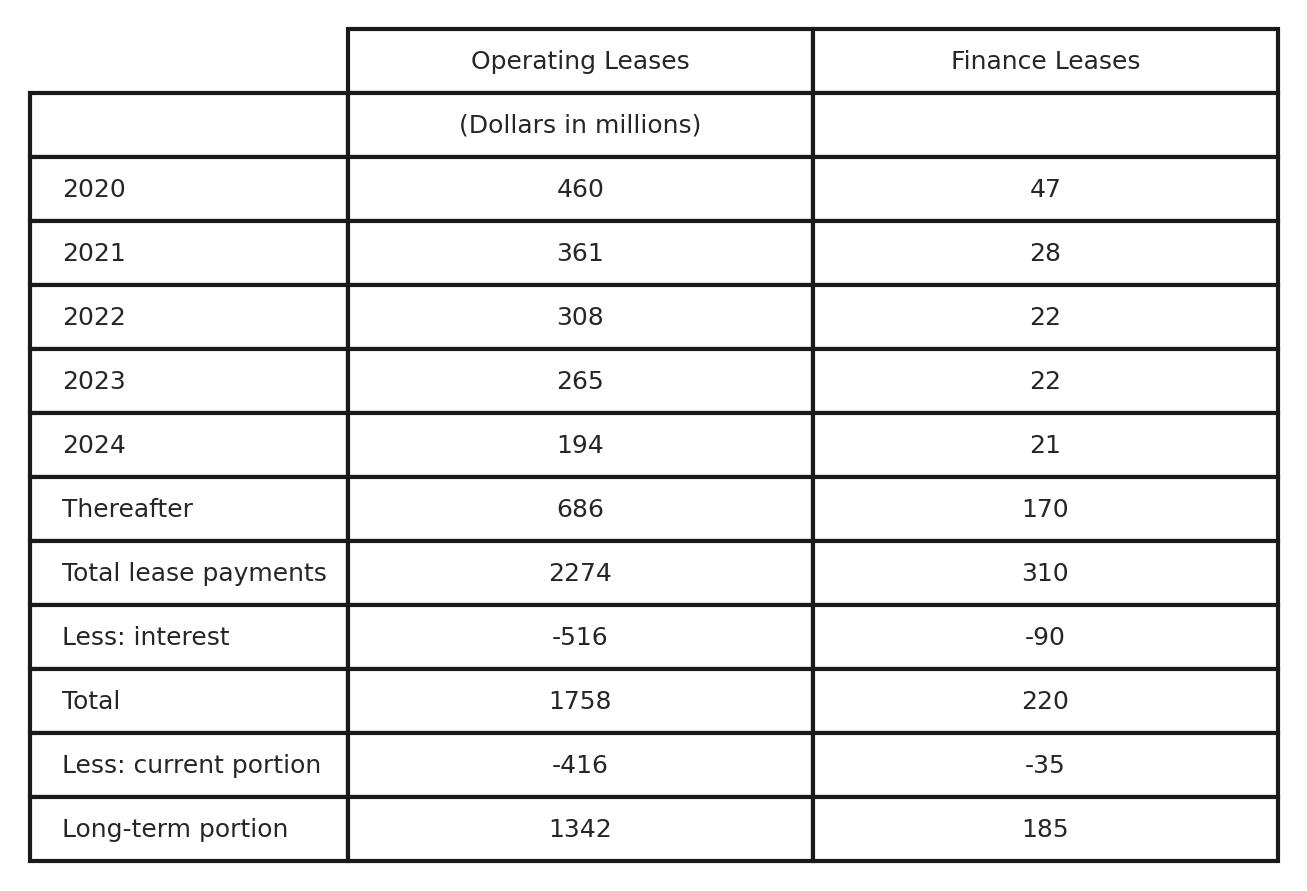 Operating Leases Finance Leases
(Dollars in millions)
2020 460 47
2021 361 28
2022 308 22
2023 265 22
2024 194 21
Thereafter 686 170
Total lease payments 2274 310
Less: interest -516 -90
Total 1758 220
Less: current portion -416 -35
Long-term portion 1342 185